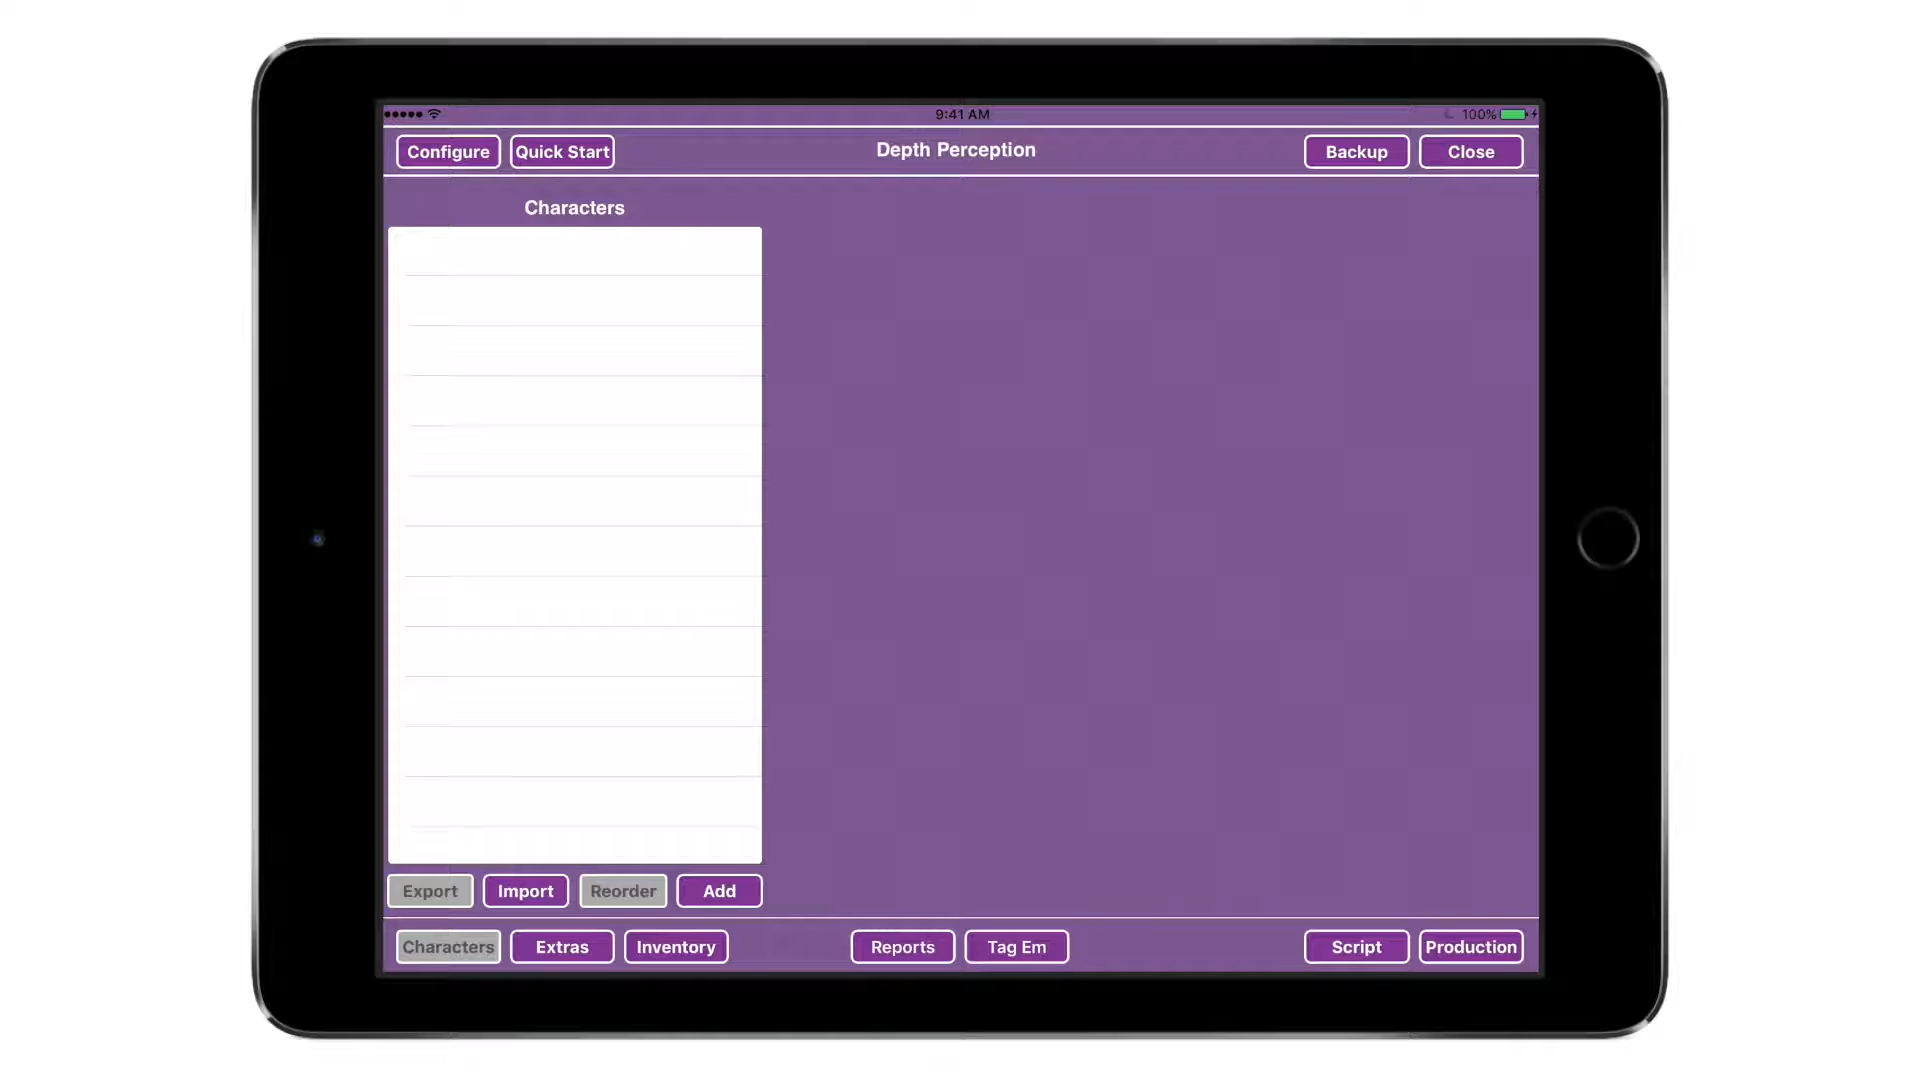 9:41 AM
100%
Configure
Quick Start
Depth Perception
Backup
Close
Characters
Export
Import
Reorder
Add
Characters
Extras
Inventory
Reports
Tag Em
Script
Production